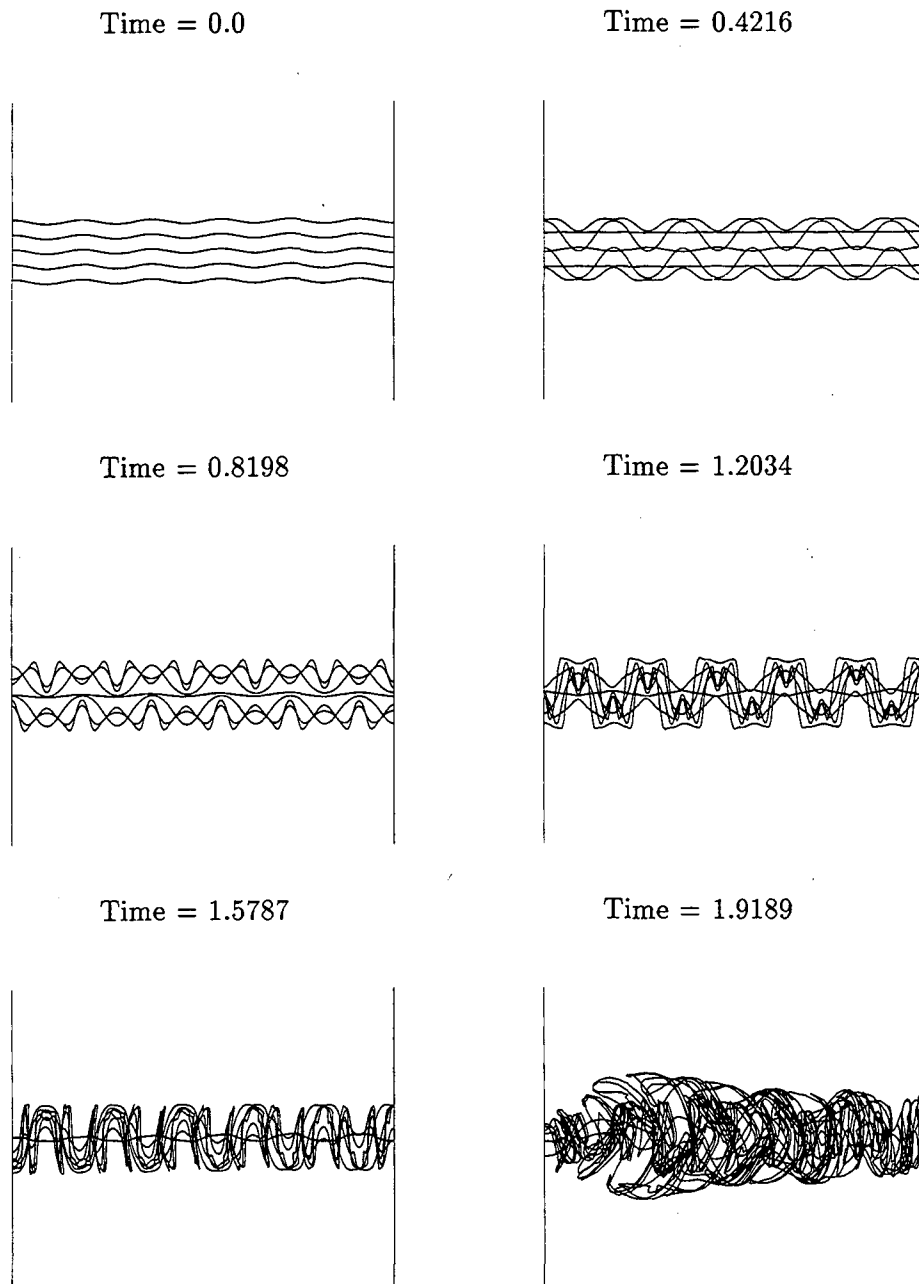 Time = 0.0
Time = 0.4216
Time = 0.8198
Time = 1.2034
Time = 1.5787
Time = 1.9189